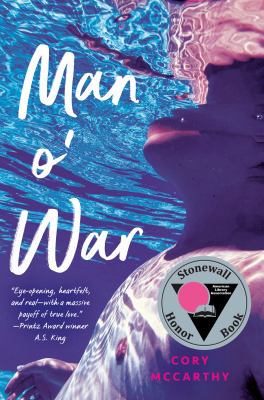 Man
o'
War
"Eye-opening, heartfelt,
and real—with a massive
payoff of true love."
—Printz Award winner
A.S. King
Stonewall
American Library
Association
Honor
Book
CORY
MCCARTHY